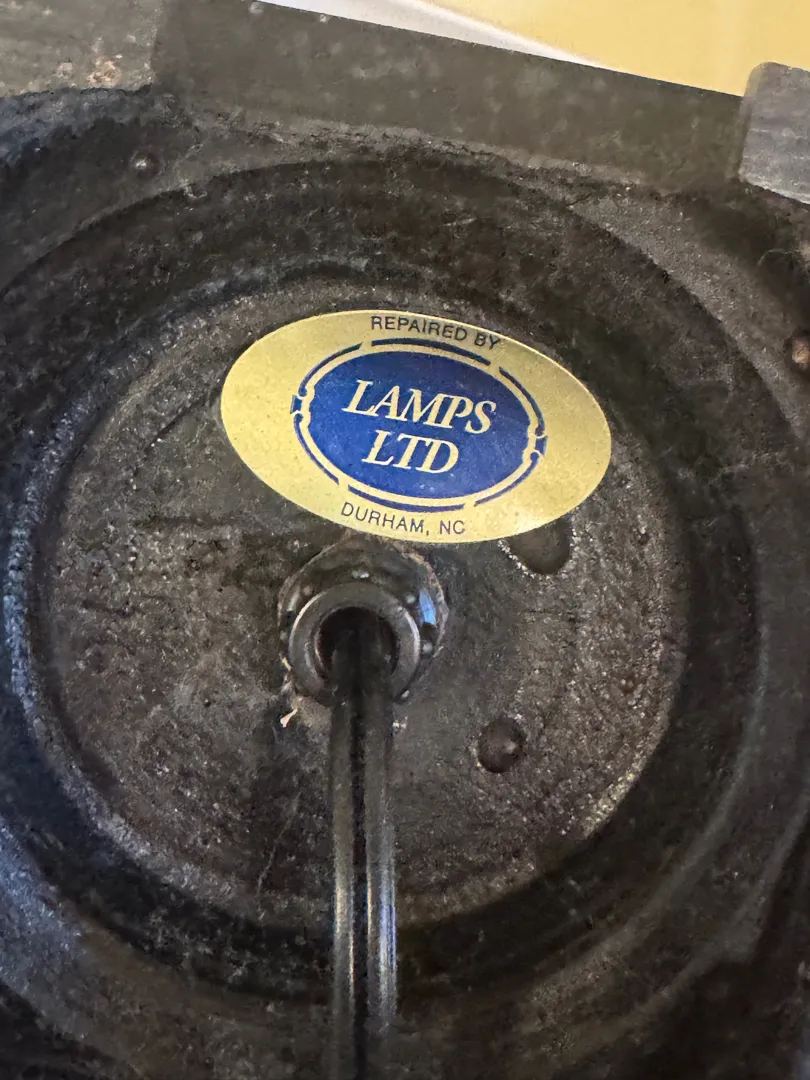 REPAIRED BY
LAMPS
LTD
DURHAM, NC